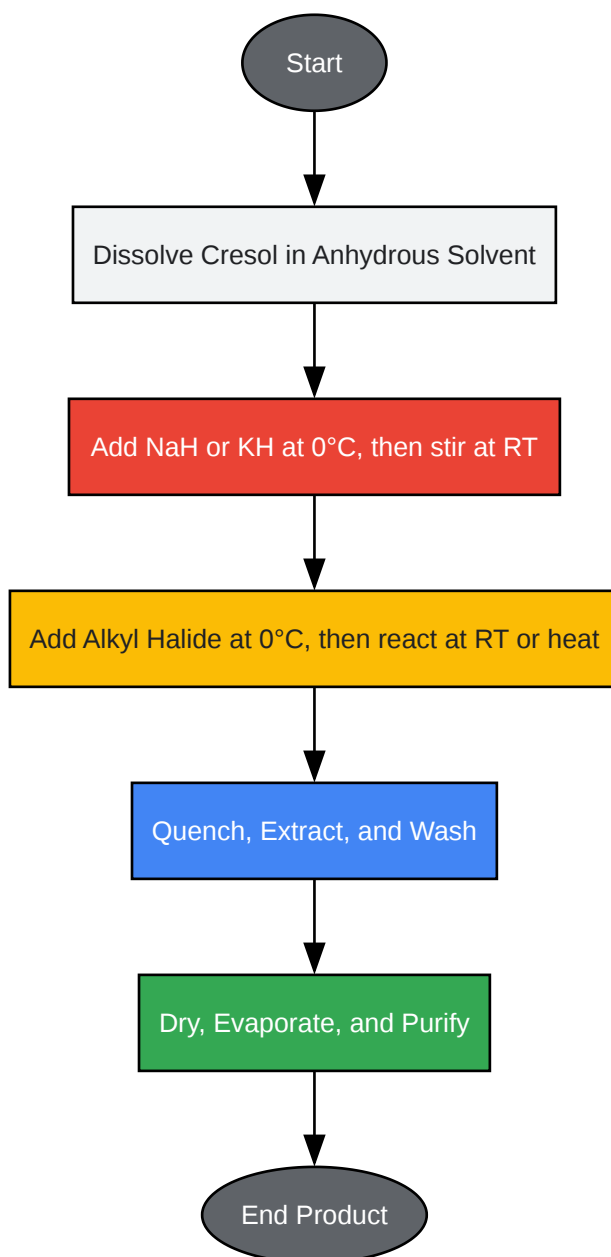 Start
Dissolve Cresol in Anhydrous Solvent
Add NaH or KH at 0°C, then stir at RT
Add Alkyl Halide at 0°C, then react at RT or heat
Quench, Extract, and Wash
Dry, Evaporate, and Purify
End Product